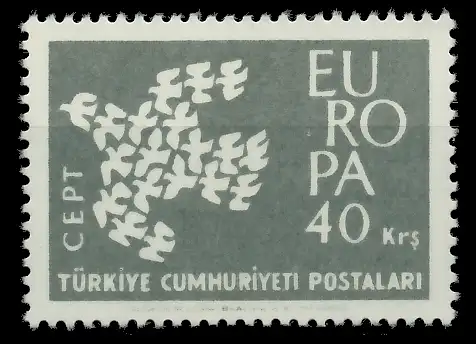 EU
RO
PA
40 Krş
CEPT
TÜRKİYE CUMHURİYETİ POSTALARI